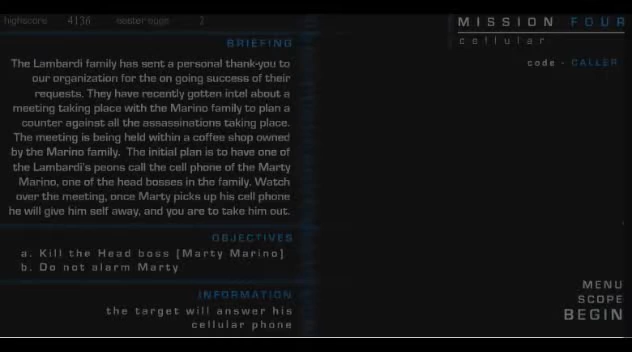 highscore 4136 easter eggs 2
MISSION FOUR
cellular
code - CALLER
BRIEFING
The Lambardi family has sent a personal thank-you to
our organization for the on going success of their
requests. They have recently gotten intel about a
meeting taking place with the Marino family to plan a
counter against all the assassinations taking place.
The meeting is being held within a coffee shop owned
by the Marino family. The initial plan is to have one of
the Lambardi's peons call the cell phone of the Marty
Marino, one of the head bosses in the family. Watch
over the meeting, once Marty picks up his cell phone
he will give him self away, and you are to take him out.
OBJECTIVES
a. Kill the Head boss [Marty Marino]
b. Do not alarm Marty
INFORMATION
the target will answer his
cellular phone
MENU
SCOPE
BEGIN